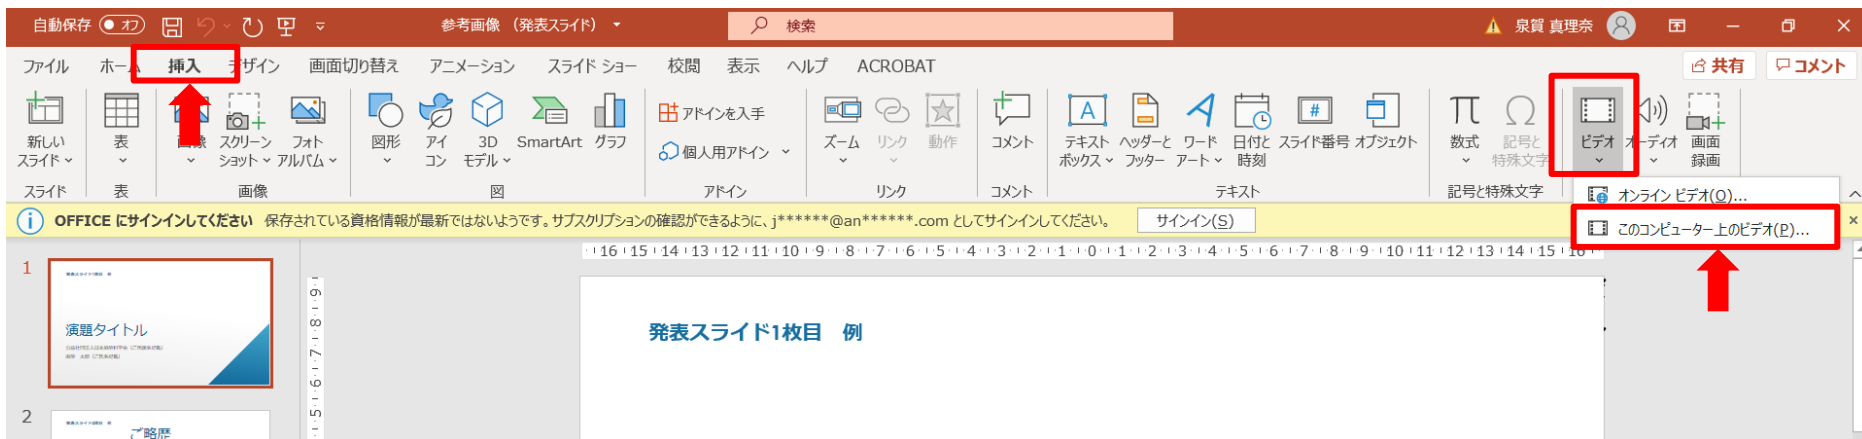 自動保存 オフ 参考画像 （発表スライド） 検索 泉賀 真理奈
ファイル ホーム 挿入 デザイン 画面切り替え アニメーション スライド ショー 校閲 表示 ヘルプ ACROBAT 共有 コメント
新しい
スライド
表
画像
スクリーン
ショット
フォト
アルバム
図形
アイ
コン
3D
モデル
SmartArt
グラフ
アドインを入手
個人用アドイン
ズーム
リンク
動作
コメント
テキスト
ボックス
ヘッダーと
フッター
ワード
アート
日付と
時刻
スライド番号
オブジェクト
数式
記号と
特殊文字
ビデオ
オーディオ
画面
録画
スライド 表 画像 図 アドイン リンク コメント テキスト 記号と特殊文字
オンライン ビデオ(O)...
このコンピューター上のビデオ(P)...
OFFICE にサインインしてください 保存されている資格情報が最新ではないようです。サブスクリプションの確認ができるように、j******@an******.com としてサインインしてください。 サインイン(S)
16 15 14 13 12 11 10 9 8 7 6 5 4 3 2 1 0 1 2 3 4 5 6 7 8 9 10 11 12 13 14 15 16
9 8 7 6 5
1
発表スライド1枚目 例
演題タイトル
2
ご略歴
発表スライド1枚目 例